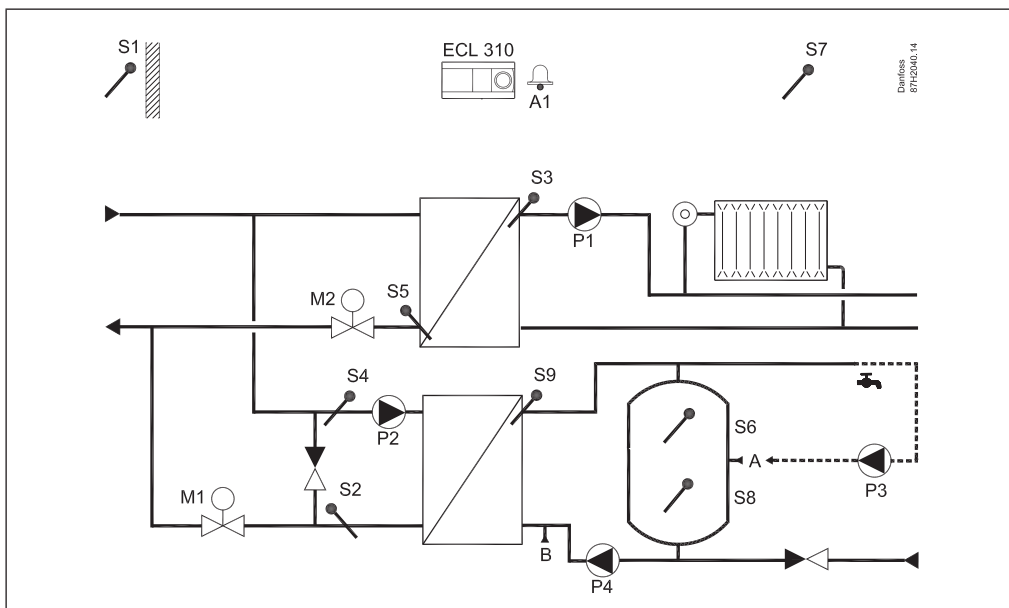 S1
ECL 310
A1
S7
Danfoss
87H2040.14
S3
P1
M2
S5
S4
P2
S9
S6
A
S8
P3
M1
S2
B
P4